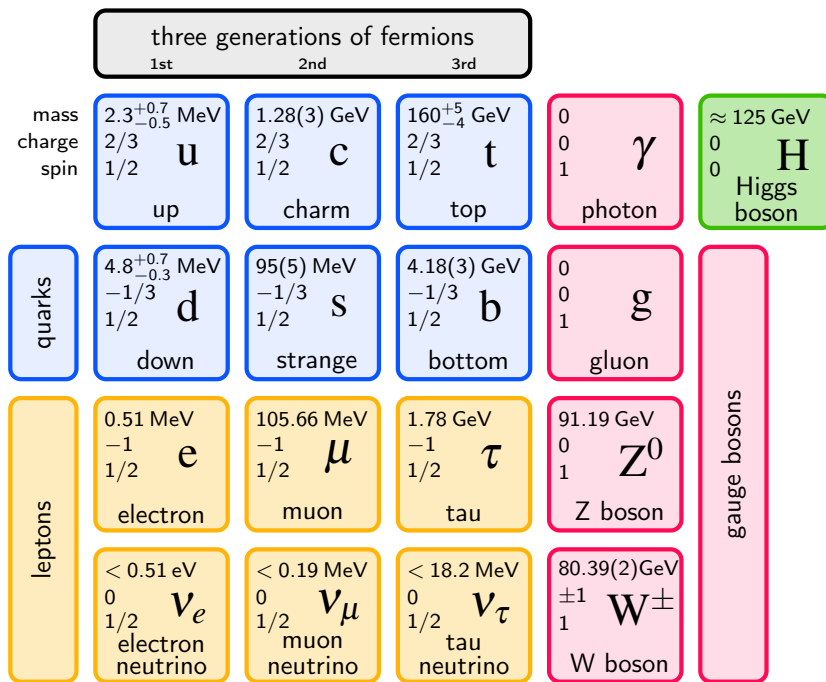 three generations of fermions
1st 2nd 3rd
mass
charge
spin
2.3+0.7−0.5 MeV
2/3
1/2
u
up
1.28(3) GeV
2/3
1/2
c
charm
160+5−4 GeV
2/3
1/2
t
top
0
0
1
γ
photon
≈ 125 GeV
0
0
H
Higgs
boson
quarks
4.8+0.7−0.3 MeV
−1/3
1/2
d
down
95(5) MeV
−1/3
1/2
s
strange
4.18(3) GeV
−1/3
1/2
b
bottom
0
0
1
g
gluon
gauge bosons
leptons
0.51 MeV
−1
1/2
e
electron
105.66 MeV
−1
1/2
μ
muon
1.78 GeV
−1
1/2
τ
tau
91.19 GeV
0
1
Z0
Z boson
< 0.51 eV
0
1/2
νe
electron
neutrino
< 0.19 MeV
0
1/2
νμ
muon
neutrino
< 18.2 MeV
0
1/2
ντ
tau
neutrino
80.39(2)GeV
±1
1
W±
W boson